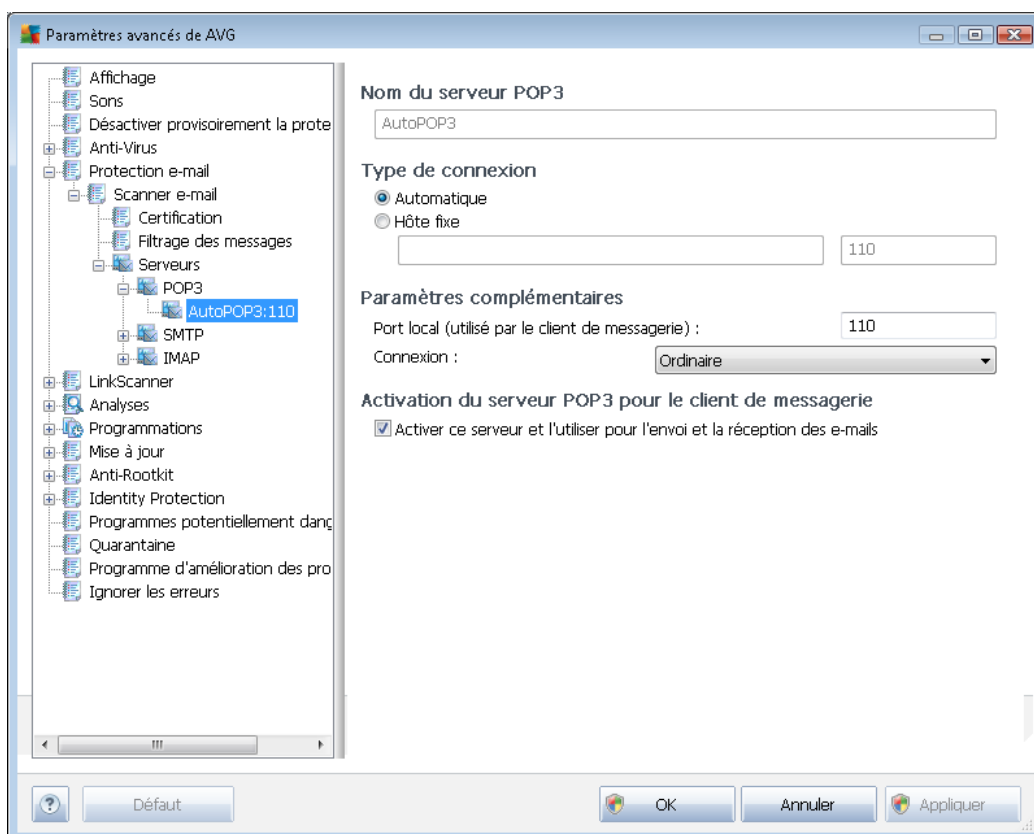 Paramètres avancés de AVG
Affichage
Sons
Désactiver provisoirement la prote
Anti-Virus
Protection e-mail
Scanner e-mail
Certification
Filtrage des messages
Serveurs
POP3
AutoPOP3:110
SMTP
IMAP
LinkScanner
Analyses
Programmations
Mise à jour
Anti-Rootkit
Identity Protection
Programmes potentiellement dang
Quarantaine
Programme d'amélioration des pro
Ignorer les erreurs
Nom du serveur POP3
AutoPOP3
Type de connexion
Automatique
Hôte fixe
110
Paramètres complémentaires
Port local (utilisé par le client de messagerie) : 110
Connexion : Ordinaire
Activation du serveur POP3 pour le client de messagerie
Activer ce serveur et l'utiliser pour l'envoi et la réception des e-mails
? Défaut OK Annuler Appliquer